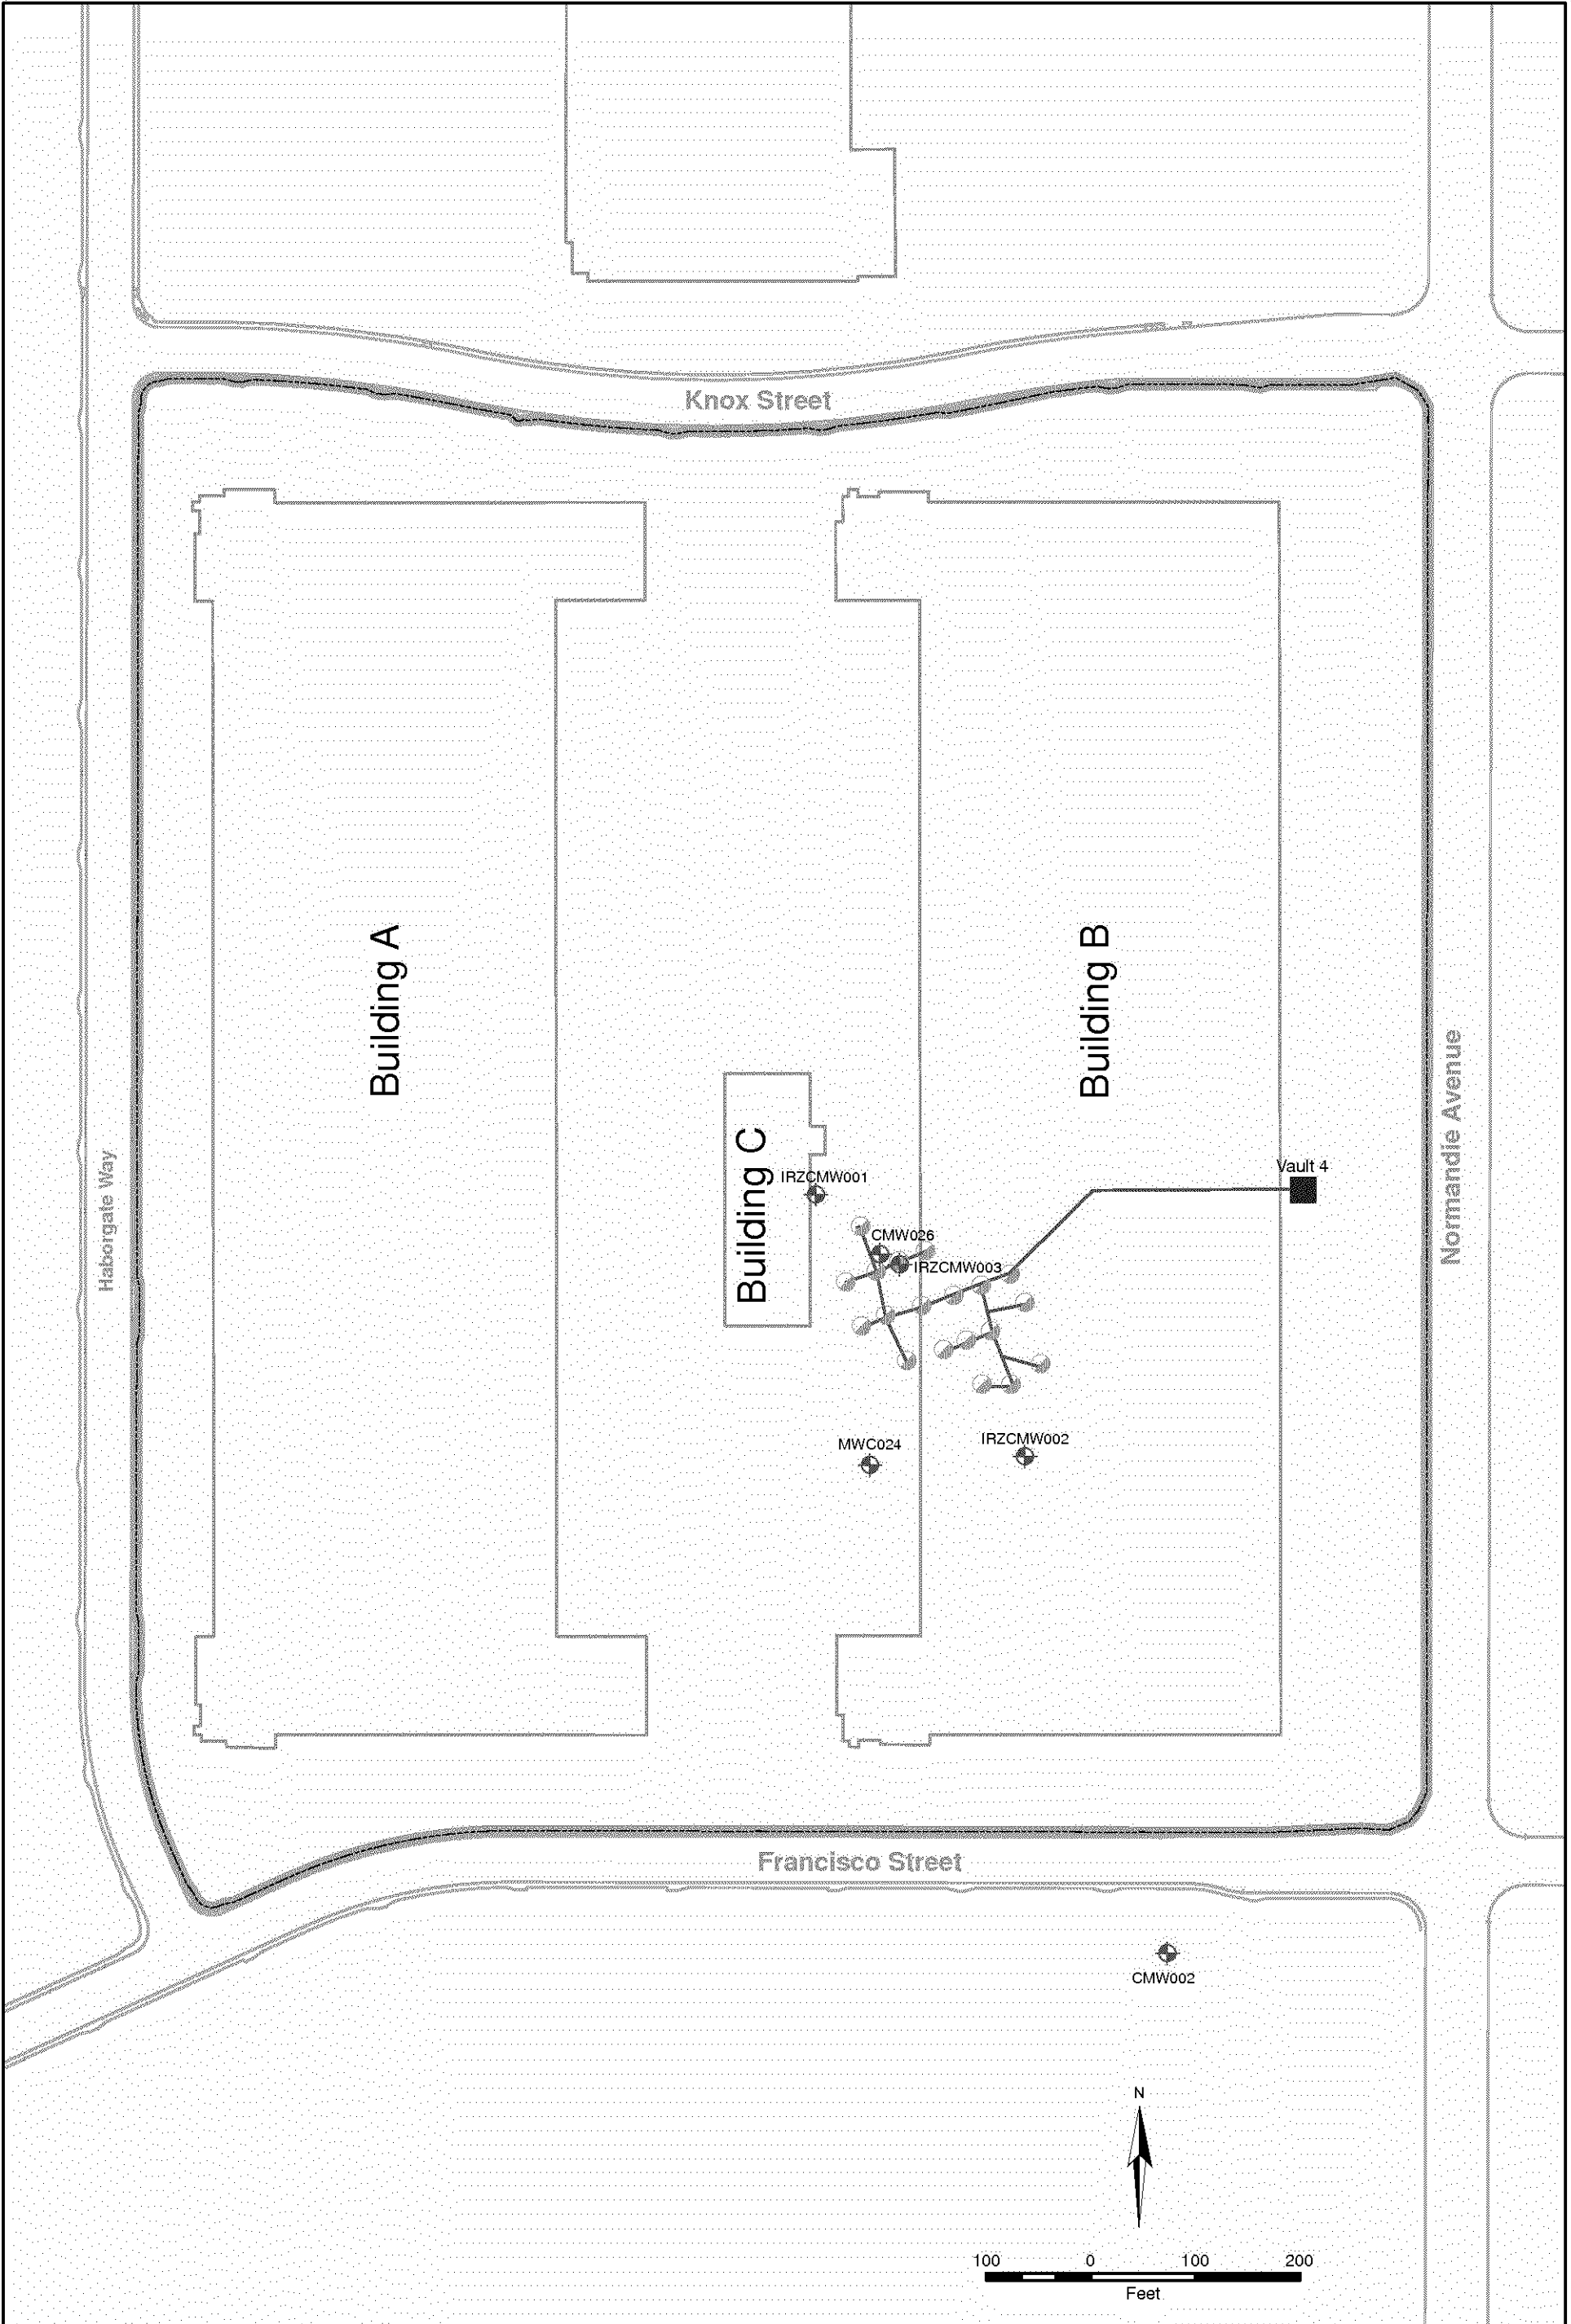 Knox Street
Building A
Building B
Normandie Avenue
Building C
Haborgate Way
Vault 4
IRZCMW001
CMW026
IRZCMW003
IRZCMW002
MWC024
Francisco Street
CMW002
N
100 0 100 200
Feet